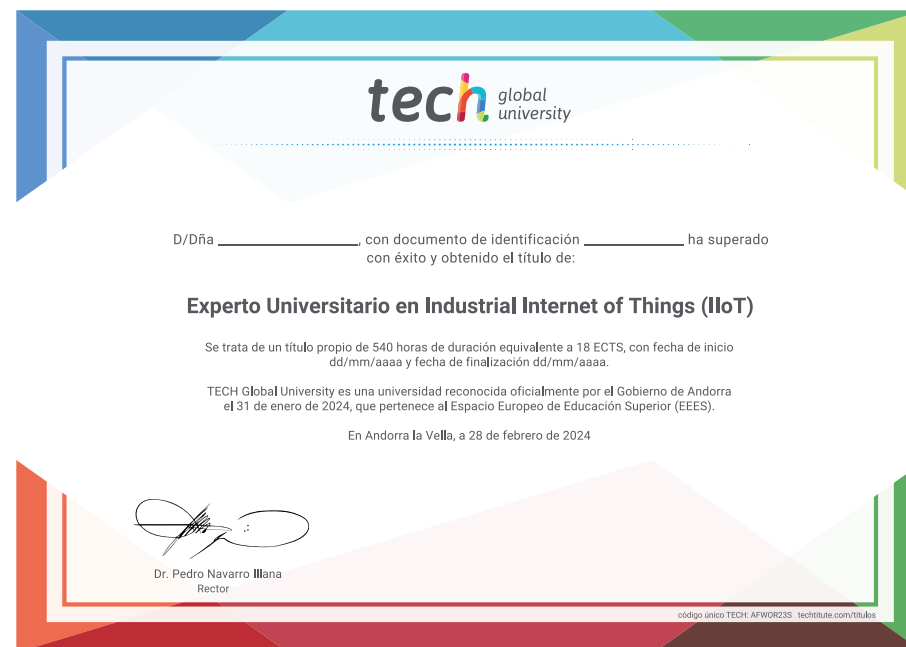 tech global university
D/Dña ____________________, con documento de identificación ______________ ha superado
con éxito y obtenido el título de:
Experto Universitario en Industrial Internet of Things (IIoT)
Se trata de un título propio de 540 horas de duración equivalente a 18 ECTS, con fecha de inicio
dd/mm/aaaa y fecha de finalización dd/mm/aaaa.
TECH Global University es una universidad reconocida oficialmente por el Gobierno de Andorra
el 31 de enero de 2024, que pertenece al Espacio Europeo de Educación Superior (EEES).
En Andorra la Vella, a 28 de febrero de 2024
Dr. Pedro Navarro Illana
Rector
código único TECH: AFWOR23S techtitute.com/titulos